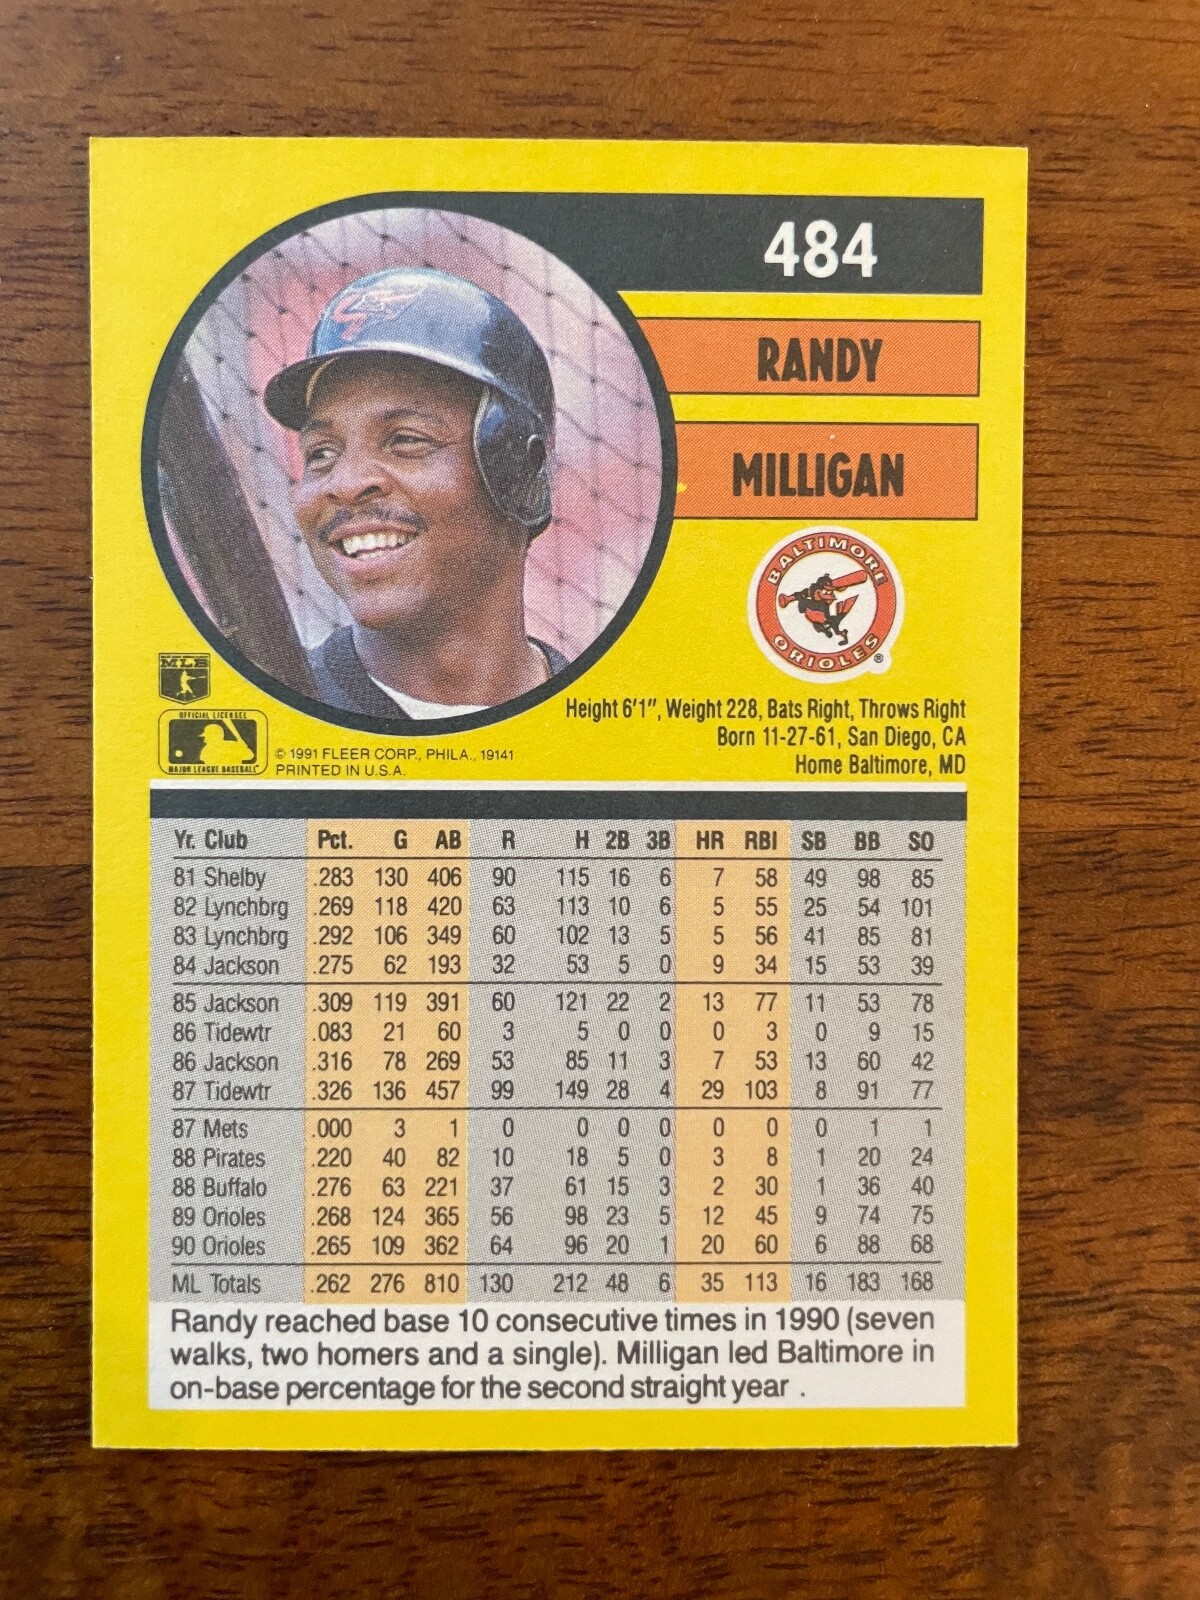 484
RANDY
MILLIGAN
BALTIMORE
ORIOLES ®
MLB
OFFICIAL LICENSEE
MAJOR LEAGUE BASEBALL
© 1991 FLEER CORP., PHILA., 19141
PRINTED IN U.S.A.
Height 6'1", Weight 228, Bats Right, Throws Right
Born 11-27-61, San Diego, CA
Home Baltimore, MD
Yr. Club Pct. G AB R H 2B 3B HR RBI SB BB SO
81 Shelby .283 130 406 90 115 16 6 7 58 49 98 85
82 Lynchbrg .269 118 420 63 113 10 6 5 55 25 54 101
83 Lynchbrg .292 106 349 60 102 13 5 5 56 41 85 81
84 Jackson .275 62 193 32 53 5 0 9 34 15 53 39
85 Jackson .309 119 391 60 121 22 2 13 77 11 53 78
86 Tidewtr .083 21 60 3 5 0 0 0 3 0 9 15
86 Jackson .316 78 269 53 85 11 3 7 53 13 60 42
87 Tidewtr .326 136 457 99 149 28 4 29 103 8 91 77
87 Mets .000 3 1 0 0 0 0 0 0 0 1 1
88 Pirates .220 40 82 10 18 5 0 3 8 1 20 24
88 Buffalo .276 63 221 37 61 15 3 2 30 1 36 40
89 Orioles .268 124 365 56 98 23 5 12 45 9 74 75
90 Orioles .265 109 362 64 96 20 1 20 60 6 88 68
ML Totals .262 276 810 130 212 48 6 35 113 16 183 168
Randy reached base 10 consecutive times in 1990 (seven
walks, two homers and a single). Milligan led Baltimore in
on-base percentage for the second straight year .